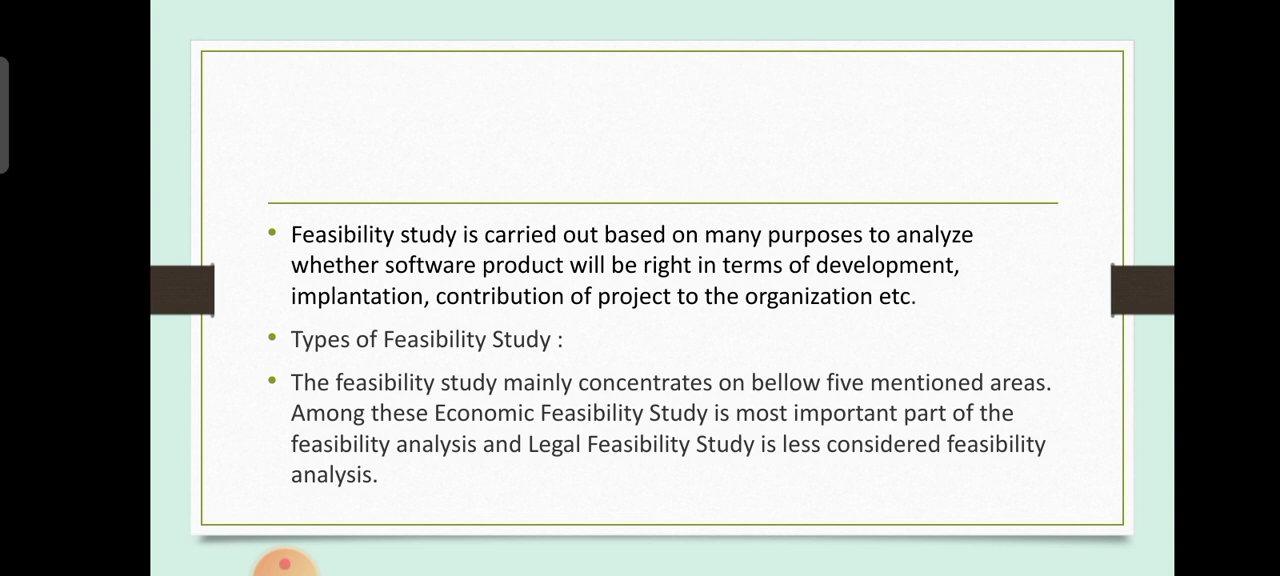 Feasibility study is carried out based on many purposes to analyze
whether software product will be right in terms of development,
implantation, contribution of project to the organization etc.
Types of Feasibility Study :
The feasibility study mainly concentrates on bellow five mentioned areas.
Among these Economic Feasibility Study is most important part of the
feasibility analysis and Legal Feasibility Study is less considered feasibility
analysis.